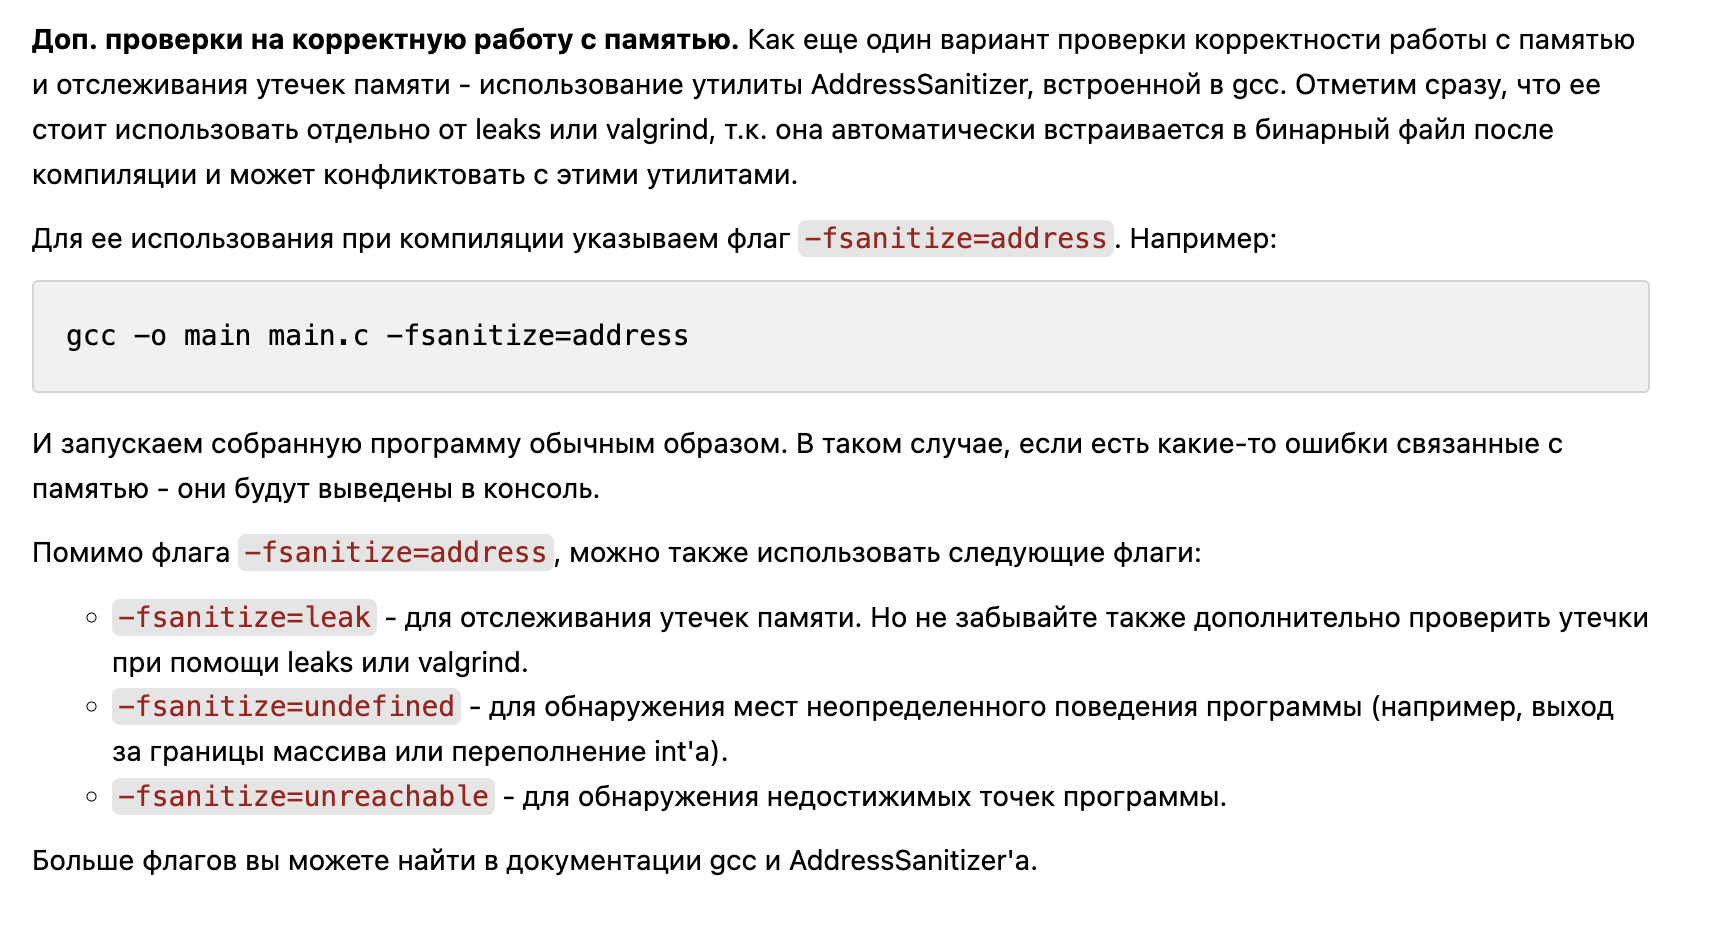 Доп. проверки на корректную работу с памятью. Как еще один вариант проверки корректности работы с памятью
и отслеживания утечек памяти - использование утилиты AddressSanitizer, встроенной в gcc. Отметим сразу, что ее
стоит использовать отдельно от leaks или valgrind, т.к. она автоматически встраивается в бинарный файл после
компиляции и может конфликтовать с этими утилитами.
Для ее использования при компиляции указываем флаг -fsanitize=address. Например:
gcc -o main main.c -fsanitize=address
И запускаем собранную программу обычным образом. В таком случае, если есть какие-то ошибки связанные с
памятью - они будут выведены в консоль.
Помимо флага -fsanitize=address, можно также использовать следующие флаги:
-fsanitize=leak - для отслеживания утечек памяти. Но не забывайте также дополнительно проверить утечки
при помощи leaks или valgrind.
-fsanitize=undefined - для обнаружения мест неопределенного поведения программы (например, выход
за границы массива или переполнение int'a).
-fsanitize=unreachable - для обнаружения недостижимых точек программы.
Больше флагов вы можете найти в документации gcc и AddressSanitizer'a.